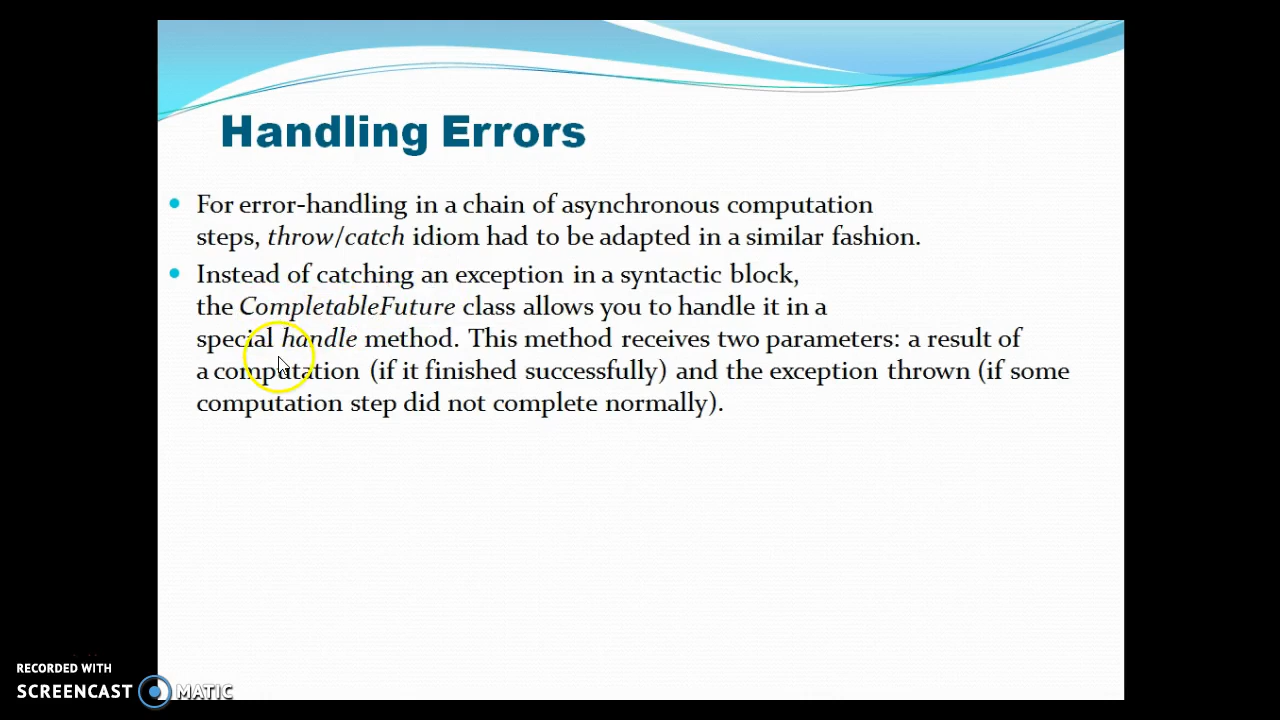 Handling Errors
For error-handling in a chain of asynchronous computation
steps, throw/catch idiom had to be adapted in a similar fashion.
Instead of catching an exception in a syntactic block,
the CompletableFuture class allows you to handle it in a
special handle method. This method receives two parameters: a result of
a computation (if it finished successfully) and the exception thrown (if some
computation step did not complete normally).
RECORDED WITH
SCREENCAST MATIC